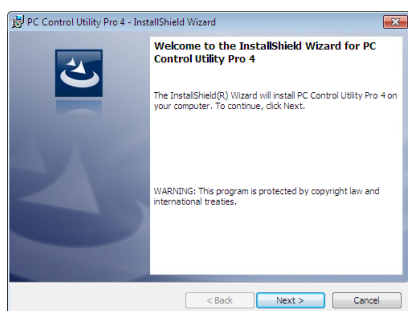 PC Control Utility Pro 4 - InstallShield Wizard
Welcome to the InstallShield Wizard for PC
Control Utility Pro 4
The InstallShield(R) Wizard will install PC Control Utility Pro 4 on
your computer. To continue, click Next.
WARNING: This program is protected by copyright law and
international treaties.
< Back Next > Cancel